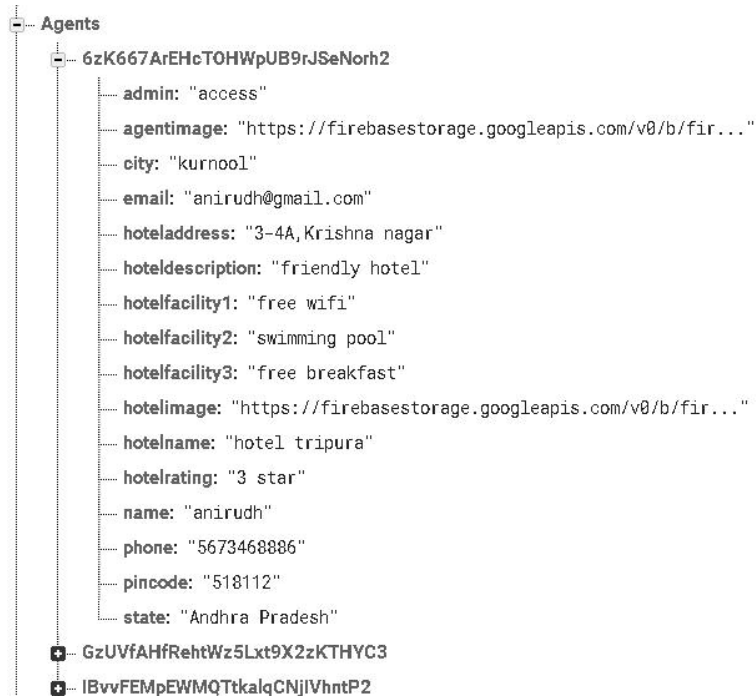 Agents
6zK667ArEHcTOHWpUB9rJSeNorh2
admin: "access"
agentimage: "https://firebasestorage.googleapis.com/v0/b/fir..."
city: "kurnool"
email: "anirudh@gmail.com"
hoteladdress: "3-4A,Krishna nagar"
hoteldescription: "friendly hotel"
hotelfacility1: "free wifi"
hotelfacility2: "swimming pool"
hotelfacility3: "free breakfast"
hotelimage: "https://firebasestorage.googleapis.com/v0/b/fir..."
hotelname: "hotel tripura"
hotelrating: "3 star"
name: "anirudh"
phone: "5673468886"
pincode: "518112"
state: "Andhra Pradesh"
GzUVfAHfRehtWz5Lxt9X2zKTHYC3
IBvvFEMpEWMQTtkalqCNjIVhntP2